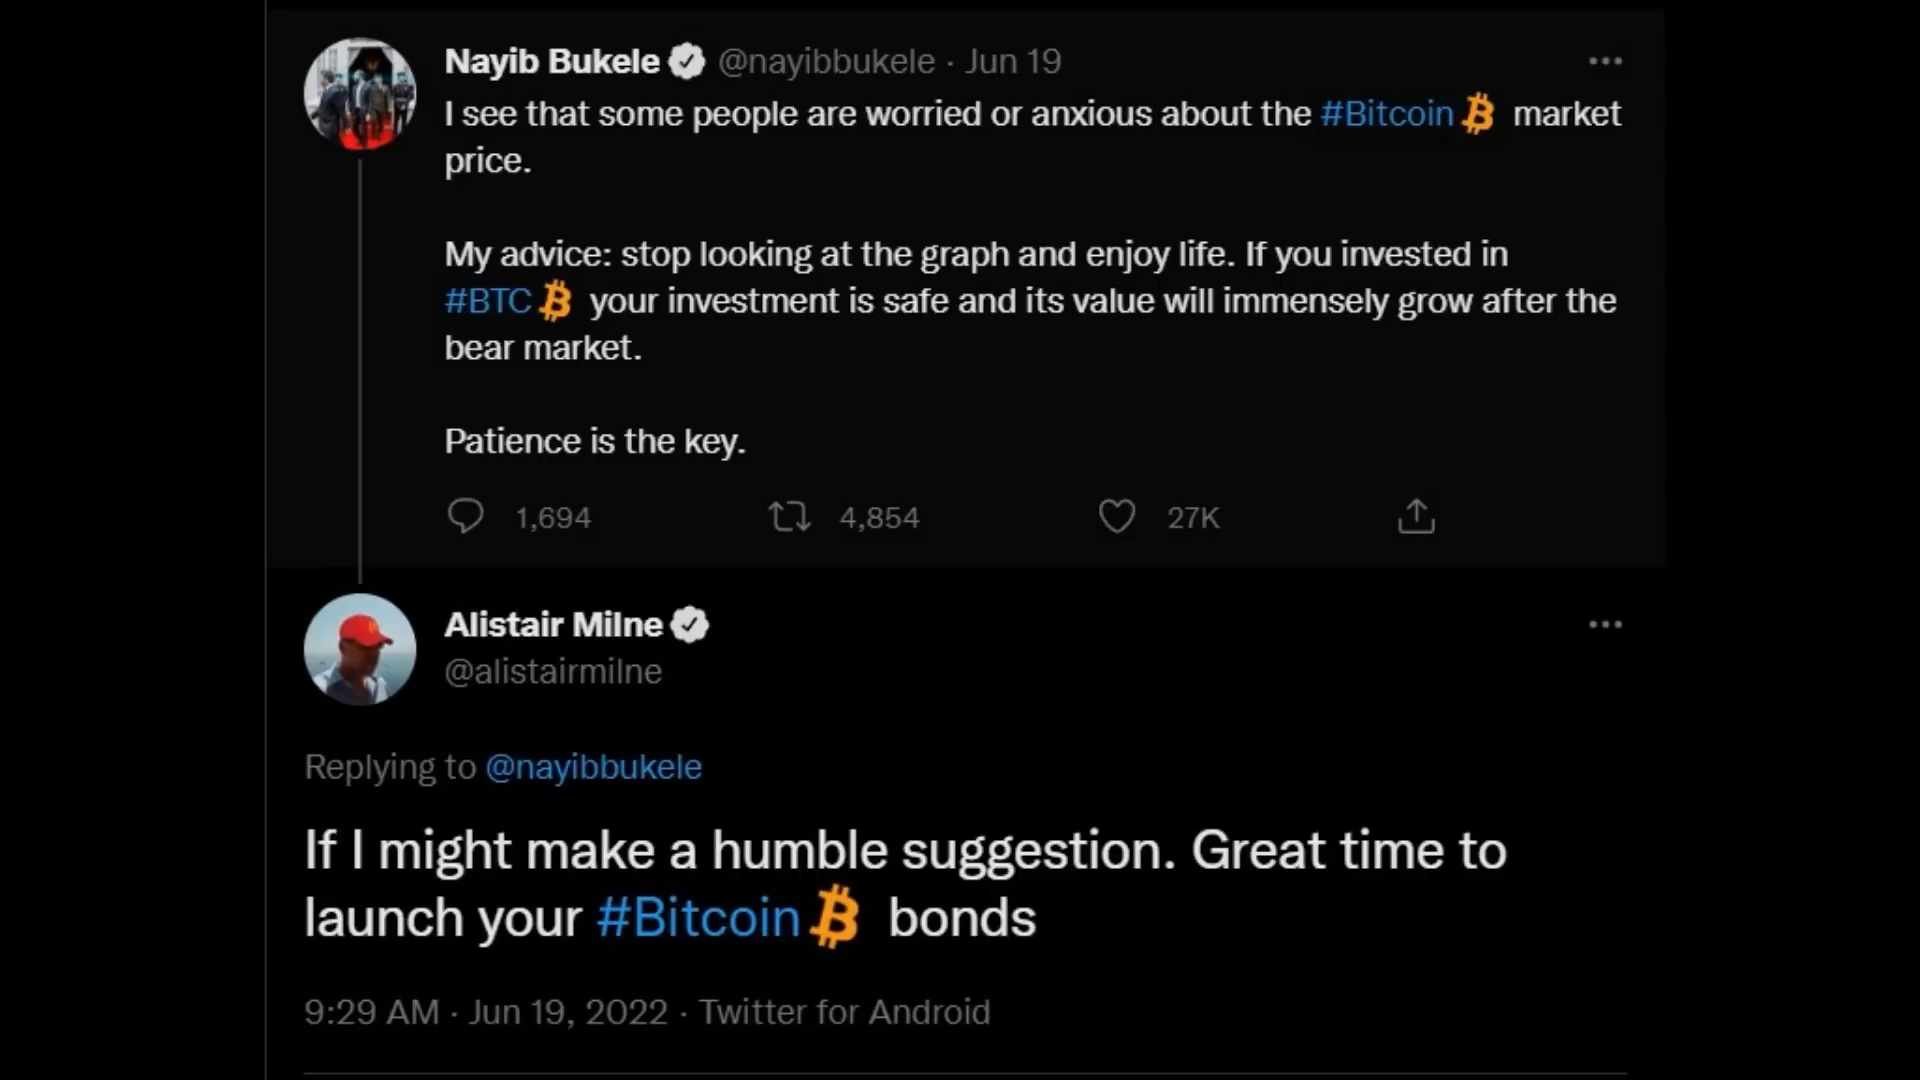 Nayib Bukele @nayibbukele · Jun 19
I see that some people are worried or anxious about the #Bitcoin market
price.
My advice: stop looking at the graph and enjoy life. If you invested in
#BTC your investment is safe and its value will immensely grow after the
bear market.
Patience is the key.
1,694 4,854 27K
Alistair Milne
@alistairmilne
Replying to @nayibbukele
If I might make a humble suggestion. Great time to
launch your #Bitcoin bonds
9:29 AM · Jun 19, 2022 · Twitter for Android